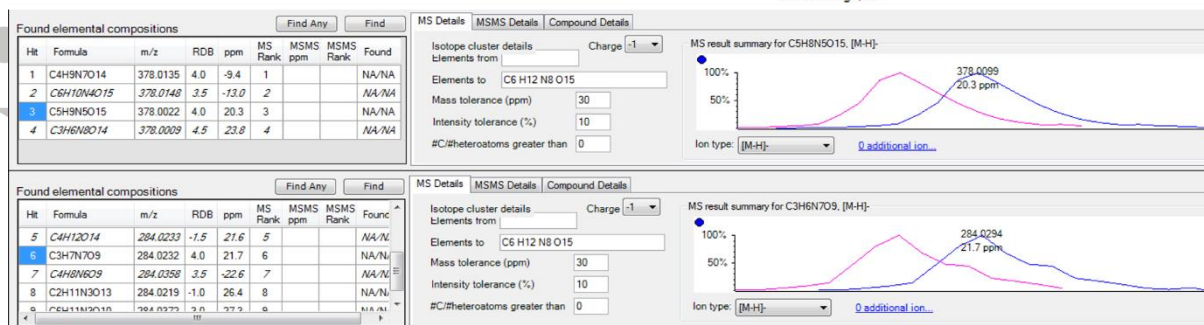 Found elemental compositions Find Any Find
Hit Formula m/z RDB ppm MS Rank MSMS ppm MSMS Rank Found
1 C4H9N7O14 378.0135 4.0 -9.4 1 NA/NA
2 C6H10N4O15 378.0148 3.5 -13.0 2 NA/NA
3 C5H9N5O15 378.0022 4.0 20.3 3 NA/NA
4 C3H6N8O14 378.0009 4.5 23.8 4 NA/NA
MS Details MSMS Details Compound Details
Isotope cluster details Charge -1
Elements from
Elements to C6 H12 N8 O15
Mass tolerance (ppm) 30
Intensity tolerance (%) 10
#C/#heteroatoms greater than 0
MS result summary for C5H8N5O15, [M-H]-
100%
50%
378.0099
20.3 ppm
Ion type: [M-H]- 0 additional ion...
Found elemental compositions Find Any Find
Hit Formula m/z RDB ppm MS Rank MSMS ppm MSMS Rank Found
5 C4H12O14 284.0233 -1.5 21.6 5 NA/N
6 C3H7N7O9 284.0232 4.0 21.7 6 NA/N
7 C4H8N6O9 284.0358 3.5 -22.6 7 NA/N
8 C2H11N3O13 284.0219 -1.0 26.4 8 NA/N
9 C5H11N3O10 284.0372 3.0 -27.3 9 NA/N
MS Details MSMS Details Compound Details
Isotope cluster details Charge -1
Elements from
Elements to C6 H12 N8 O15
Mass tolerance (ppm) 30
Intensity tolerance (%) 10
#C/#heteroatoms greater than 0
MS result summary for C3H6N7O9, [M-H]-
100%
50%
284.0294
21.7 ppm
Ion type: [M-H]- 0 additional ion...